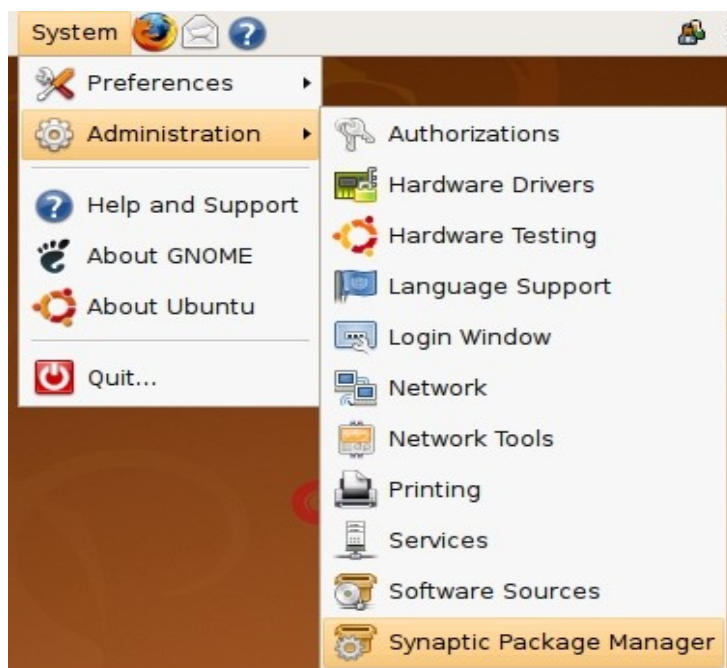 System
Preferences
Administration
Help and Support
About GNOME
About Ubuntu
Quit...
Authorizations
Hardware Drivers
Hardware Testing
Language Support
Login Window
Network
Network Tools
Printing
Services
Software Sources
Synaptic Package Manager